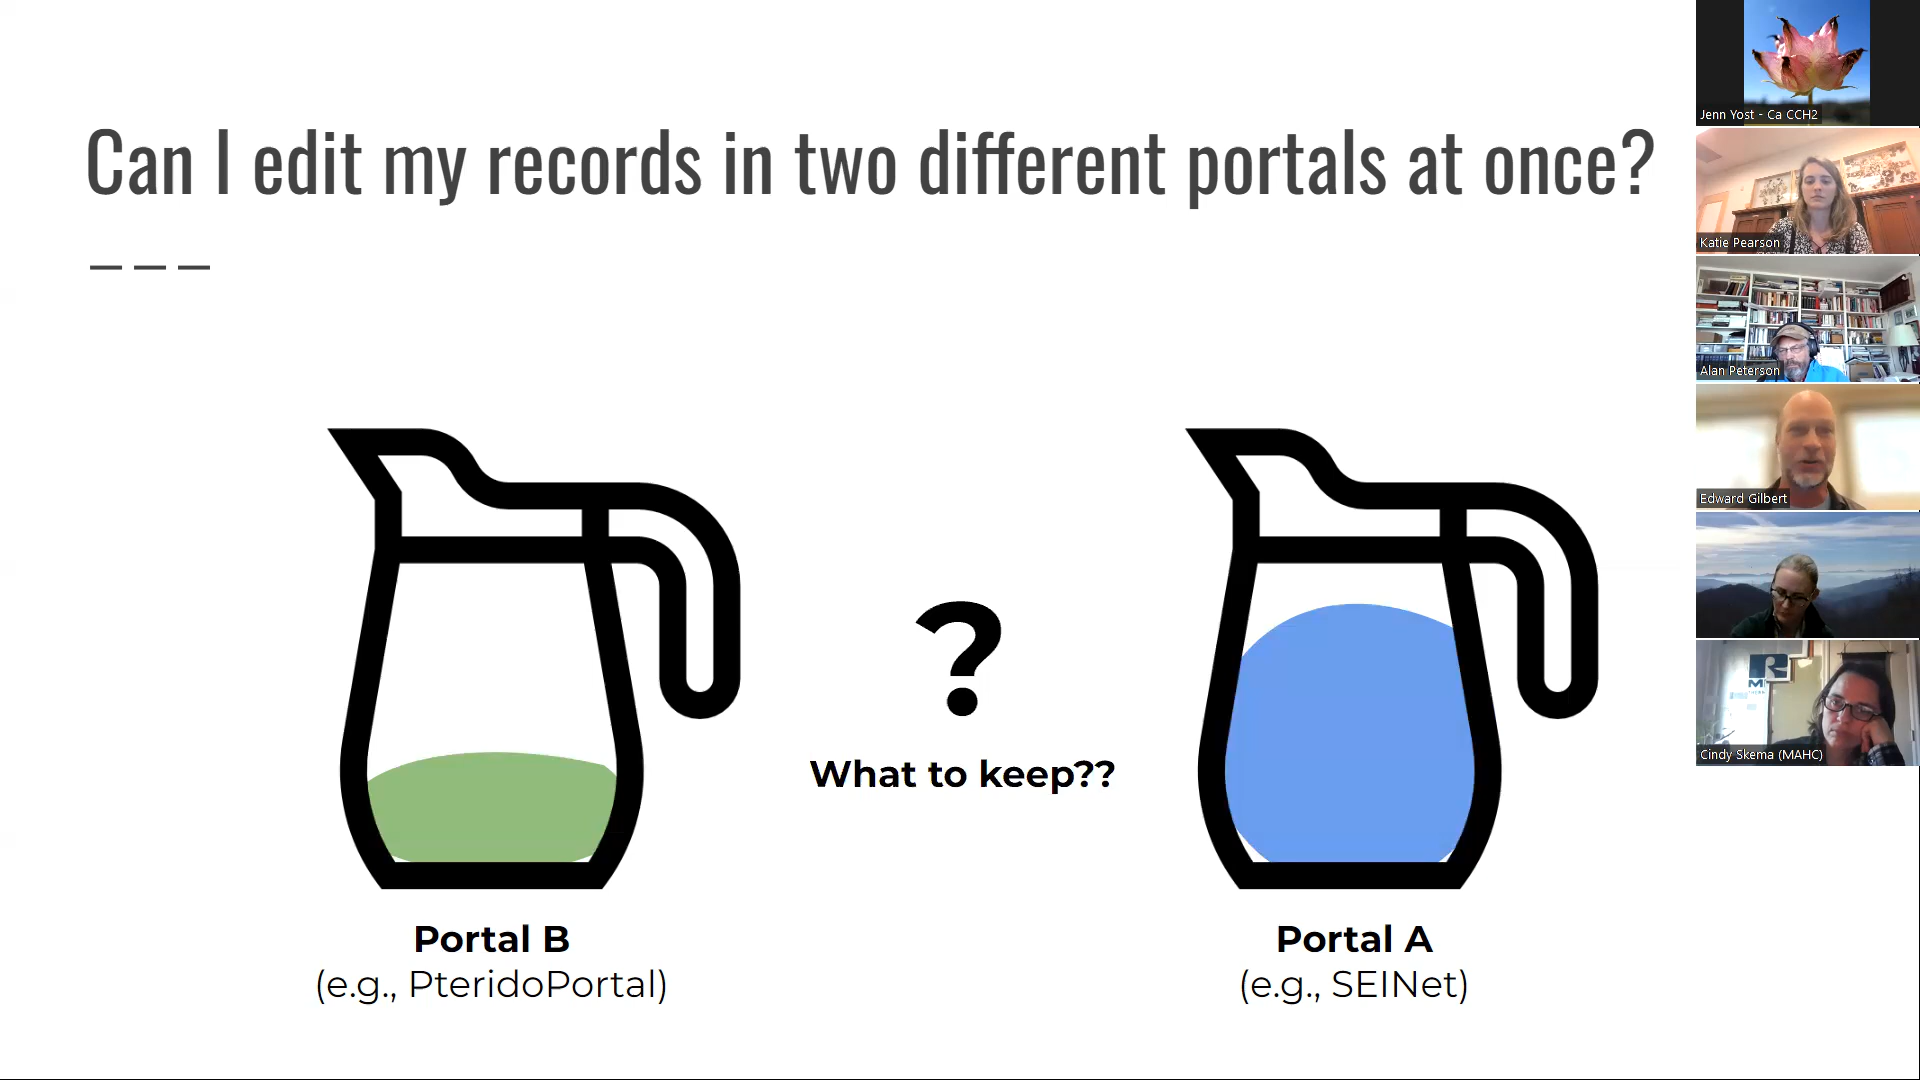 Can I edit my records in two different portals at once?
?
What to keep??
Portal B
(e.g., PteridoPortal)
Portal A
(e.g., SEINet)
Jenn Yost - Ca CCH2
Katie Pearson
Alan Peterson
Edward Gilbert
Cindy Skema (MAHC)